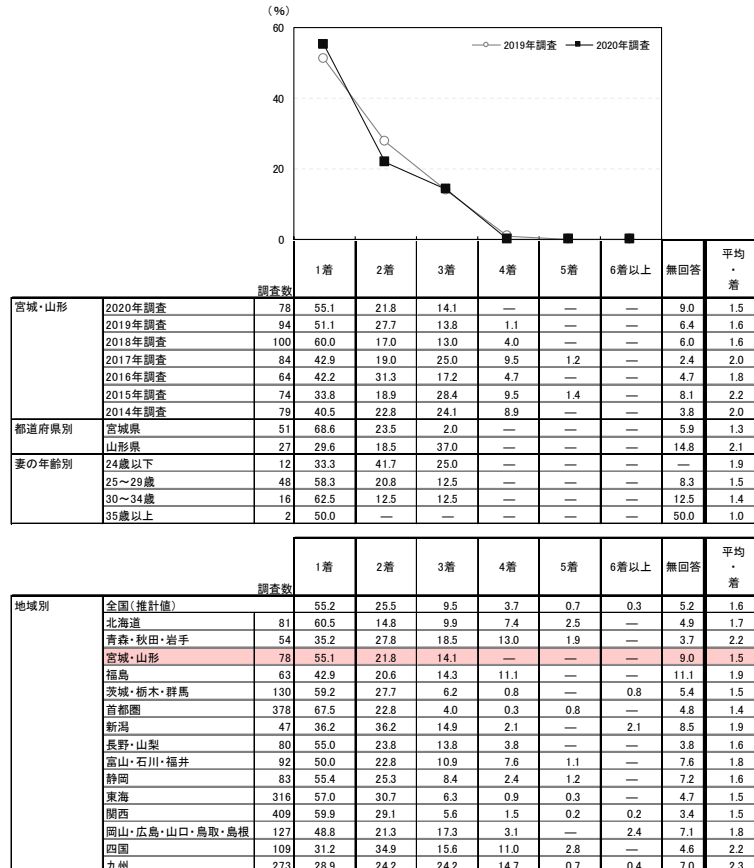 (%)
60
2019年調査 2020年調査
40
20
0
調査数 1着 2着 3着 4着 5着 6着以上 無回答 平均・着
宮城・山形 2020年調査 78 55.1 21.8 14.1 — — — 9.0 1.5
2019年調査 94 51.1 27.7 13.8 1.1 — — 6.4 1.6
2018年調査 100 60.0 17.0 13.0 4.0 — — 6.0 1.6
2017年調査 84 42.9 19.0 25.0 9.5 1.2 — 2.4 2.0
2016年調査 64 42.2 31.3 17.2 4.7 — — 4.7 1.8
2015年調査 74 33.8 18.9 28.4 9.5 1.4 — 8.1 2.2
2014年調査 79 40.5 22.8 24.1 8.9 — — 3.8 2.0
都道府県別 宮城県 51 68.6 23.5 2.0 — — — 5.9 1.3
山形県 27 29.6 18.5 37.0 — — — 14.8 2.1
妻の年齢別 24歳以下 12 33.3 41.7 25.0 — — — — 1.9
25～29歳 48 58.3 20.8 12.5 — — — 8.3 1.5
30～34歳 16 62.5 12.5 12.5 — — — 12.5 1.4
35歳以上 2 50.0 — — — — — 50.0 1.0
調査数 1着 2着 3着 4着 5着 6着以上 無回答 平均・着
地域別 全国(推計値) 55.2 25.5 9.5 3.7 0.7 0.3 5.2 1.6
北海道 81 60.5 14.8 9.9 7.4 2.5 — 4.9 1.7
青森・秋田・岩手 54 35.2 27.8 18.5 13.0 1.9 — 3.7 2.2
宮城・山形 78 55.1 21.8 14.1 — — — 9.0 1.5
福島 63 42.9 20.6 14.3 11.1 — — 11.1 1.9
茨城・栃木・群馬 130 59.2 27.7 6.2 0.8 — 0.8 5.4 1.5
首都圏 378 67.5 22.8 4.0 0.3 0.8 — 4.8 1.4
新潟 47 36.2 36.2 14.9 2.1 — 2.1 8.5 1.9
長野・山梨 80 55.0 23.8 13.8 3.8 — — 3.8 1.6
富山・石川・福井 92 50.0 22.8 10.9 7.6 1.1 — 7.6 1.8
静岡 83 55.4 25.3 8.4 2.4 1.2 — 7.2 1.6
東海 316 57.0 30.7 6.3 0.9 0.3 — 4.7 1.5
関西 409 59.9 29.1 5.6 1.5 0.2 0.2 3.4 1.5
岡山・広島・山口・鳥取・島根 127 48.8 21.3 17.3 3.1 — 2.4 7.1 1.8
四国 109 31.2 34.9 15.6 11.0 2.8 — 4.6 2.2
九州 273 28.9 24.2 24.2 14.7 0.7 0.4 7.0 2.3